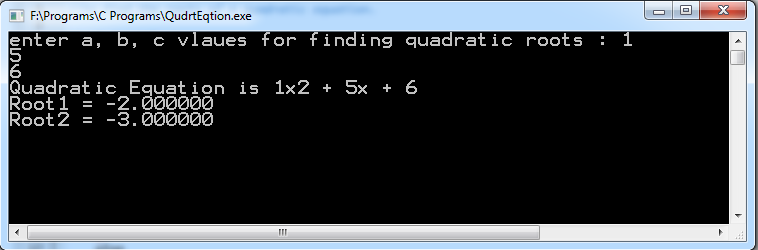 F:\Programs\C Programs\QudrtEqtion.exe
enter a, b, c vlaues for finding quadratic roots : 1
5
6
Quadratic Equation is 1x2 + 5x + 6
Root1 = -2.000000
Root2 = -3.000000